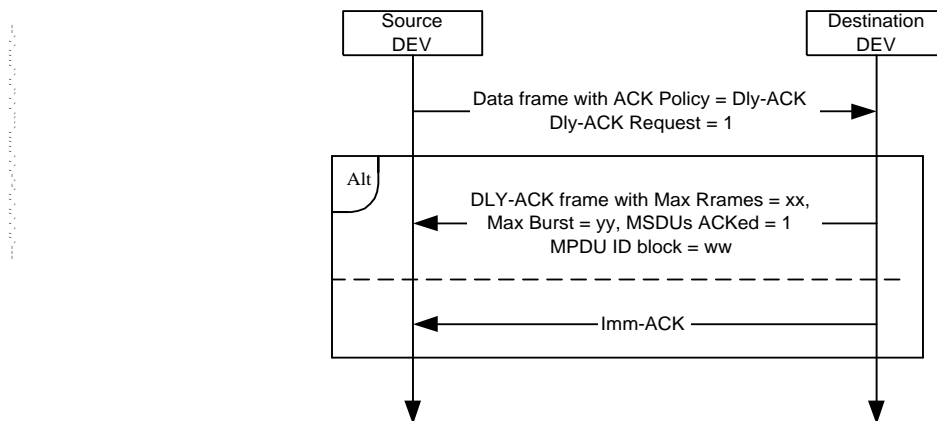 Source
DEV
Destination
DEV
Data frame with ACK Policy = Dly-ACK
Dly-ACK Request = 1
Alt
DLY-ACK frame with Max Rrames = xx,
Max Burst = yy, MSDUs ACKed = 1
MPDU ID block = ww
Imm-ACK